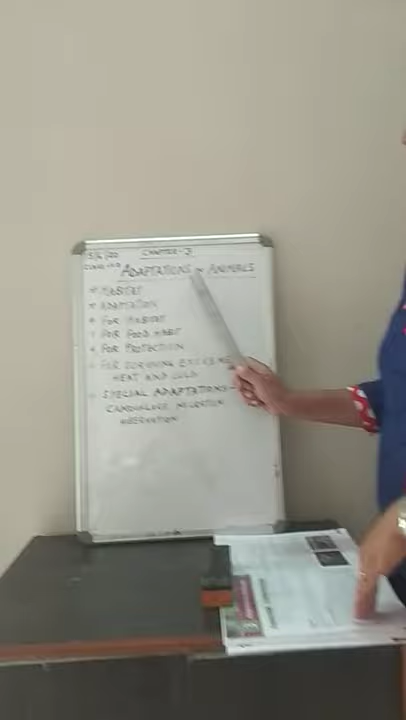 CHAPTER-3
ADAPTATIONS IN ANIMALS
* HABITAT
* ADAPTATION
* FOR HABITAT
* FOR FOOD HABIT
* FOR PROTECTION
* FOR SURVIVING EXTREME
HEAT AND COLD
* SPECIAL ADAPTATIONS-
CAMOUFLAGE MIGRATION
HIBERNATION